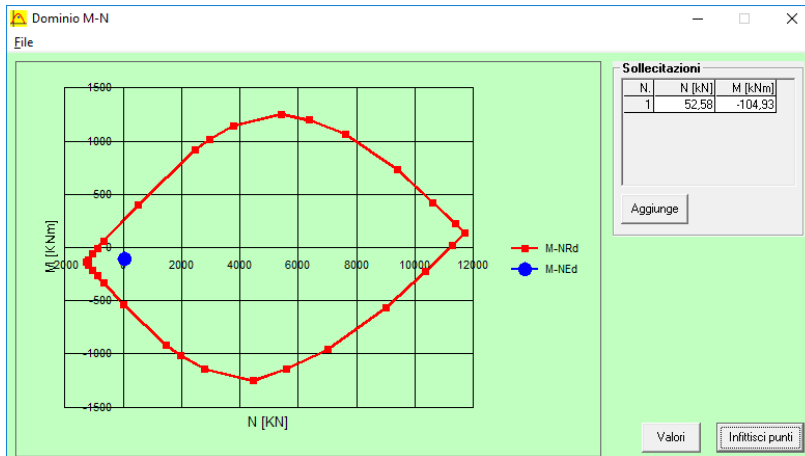 Dominio M-N
File
Sollecitazioni
N. N [kN] M [kNm]
1 52,58 -104,93
Aggiunge
1500
1000
500
0
-500
-1000
-1500
M [KNm]
2000 0 2000 4000 6000 8000 10000 12000
N [KN]
M-NRd
M-NEd
Valori
Infittisci punti